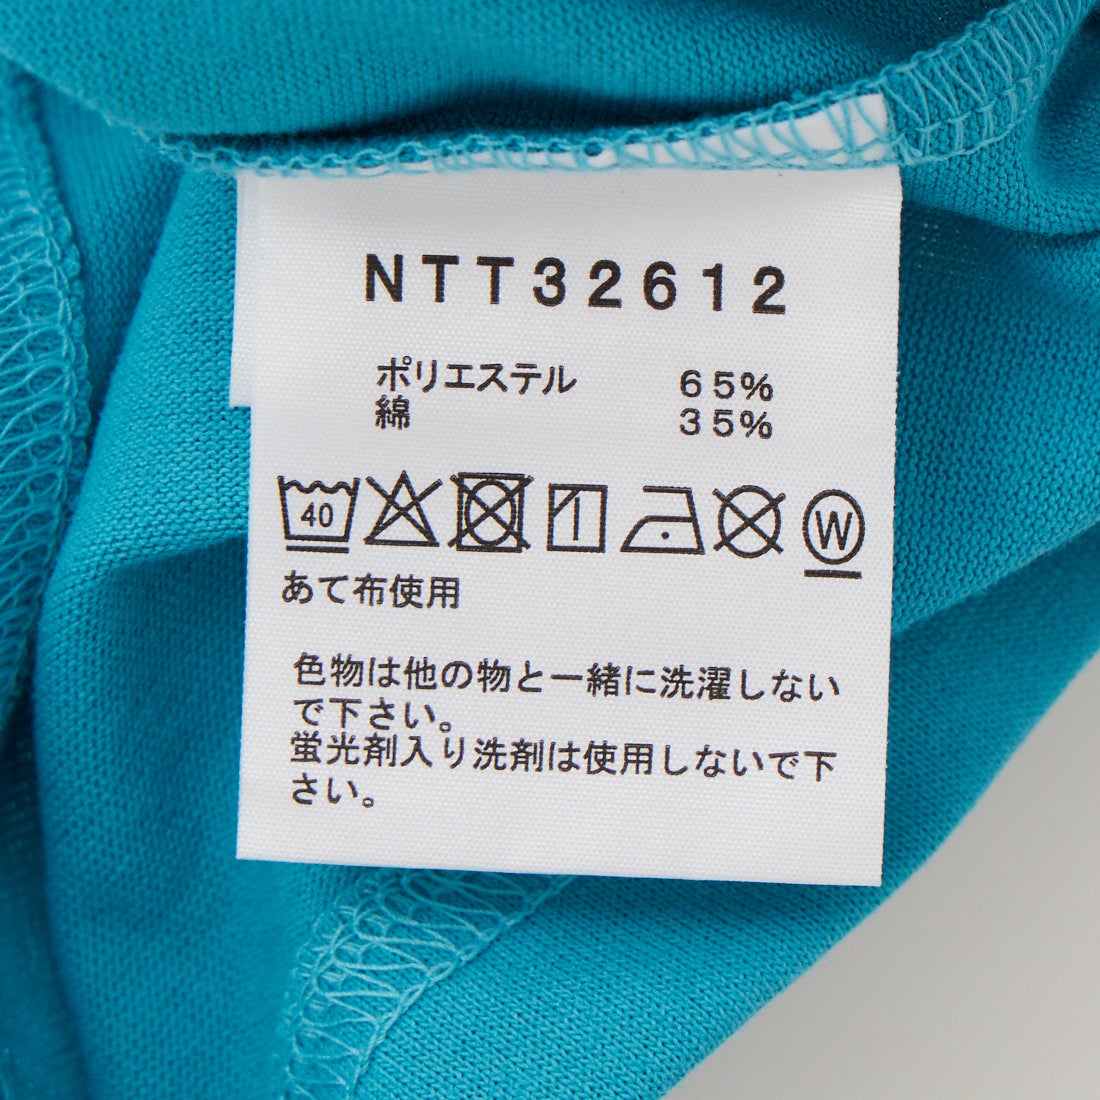 NTT32612
ポリエステル 65%
綿 35%
40 W
あて布使用
色物は他の物と一緒に洗濯しない
で下さい。
蛍光剤入り洗剤は使用しないで下
さい。